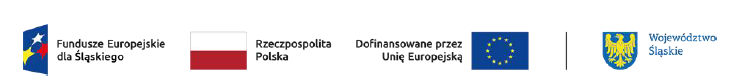 Fundusze Europejskie
dla Śląskiego
Rzeczpospolita
Polska
Dofinansowane przez
Unię Europejską
Województwo
Śląskie